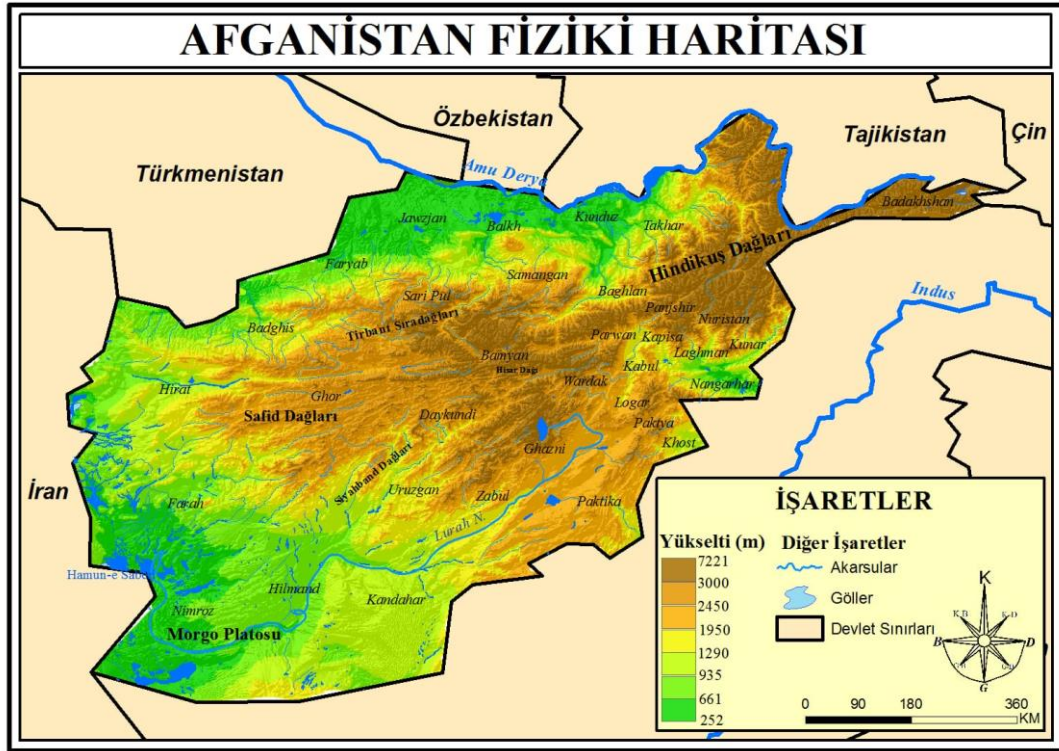 AFGANİSTAN FİZİKİ HARİTASI
Özbekistan
Tajikistan
Çin
Türkmenistan
Amu Derya
Badakhshan
Jawzjan
Balkh
Kunduz
Takhar
Hindikuş Dağları
Faryab
Samangan
Baghlan
Indus
Sari Pul
Panjshir
Nuristan
Badghis
Tirbant Sıradağları
Parwan
Kapisa
Kunar
Bamyan
Laghman
Hisar Dağı
Kabul
Hirat
Wardak
Nangarhar
Ghor
Logar
Safid Dağları
Daykundi
Paktya
Ghazni
Khost
Siyahband Dağları
İran
Uruzgan
Zabul
Paktika
Farah
Lurah N.
Hamun-e Saberi
Hilmand
Kandahar
Nimroz
Morgo Platosu
İŞARETLER
Yükselti (m)
7221
3000
2450
1950
1290
935
661
252
Diğer İşaretler
Akarsular
Göller
Devlet Sınırları
K
K-B
K-D
B
D
G-B
G-D
G
0 90 180 360
KM